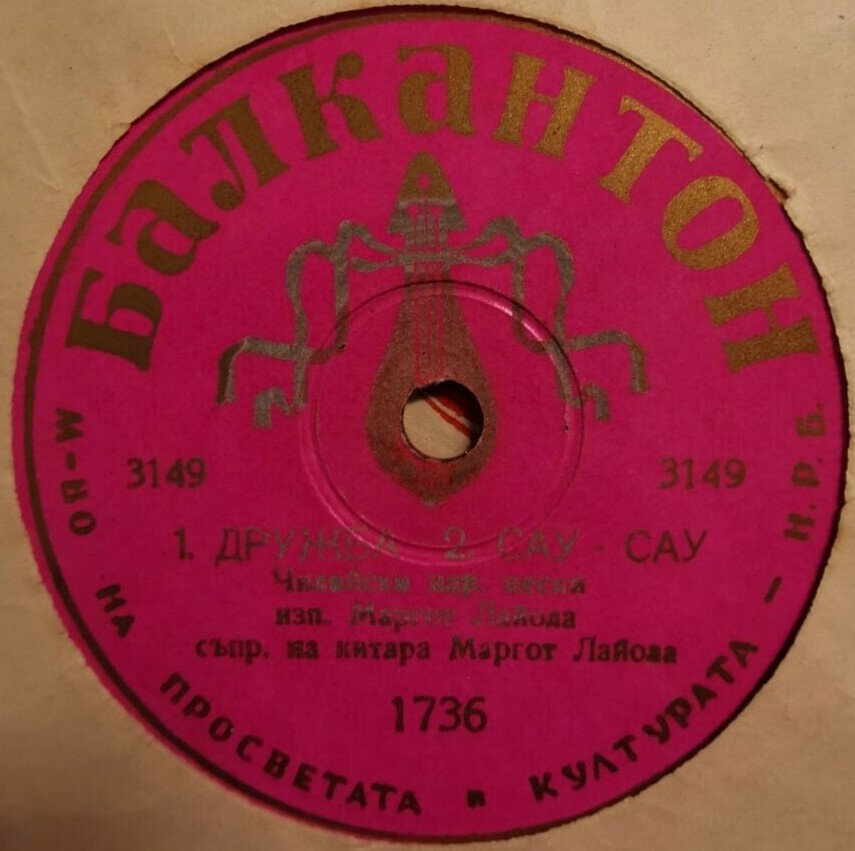 БАЛКАНТОН
3149 3149
1. ДРУЖБА 2. САУ - САУ
Чилийски нар. песни
изп. Маргот Лайола
съпр. на китара Маргот Лайола
1736
М-ВО НА ПРОСВЕТАТА и КУЛТУРАТА - Н.Р.Б.